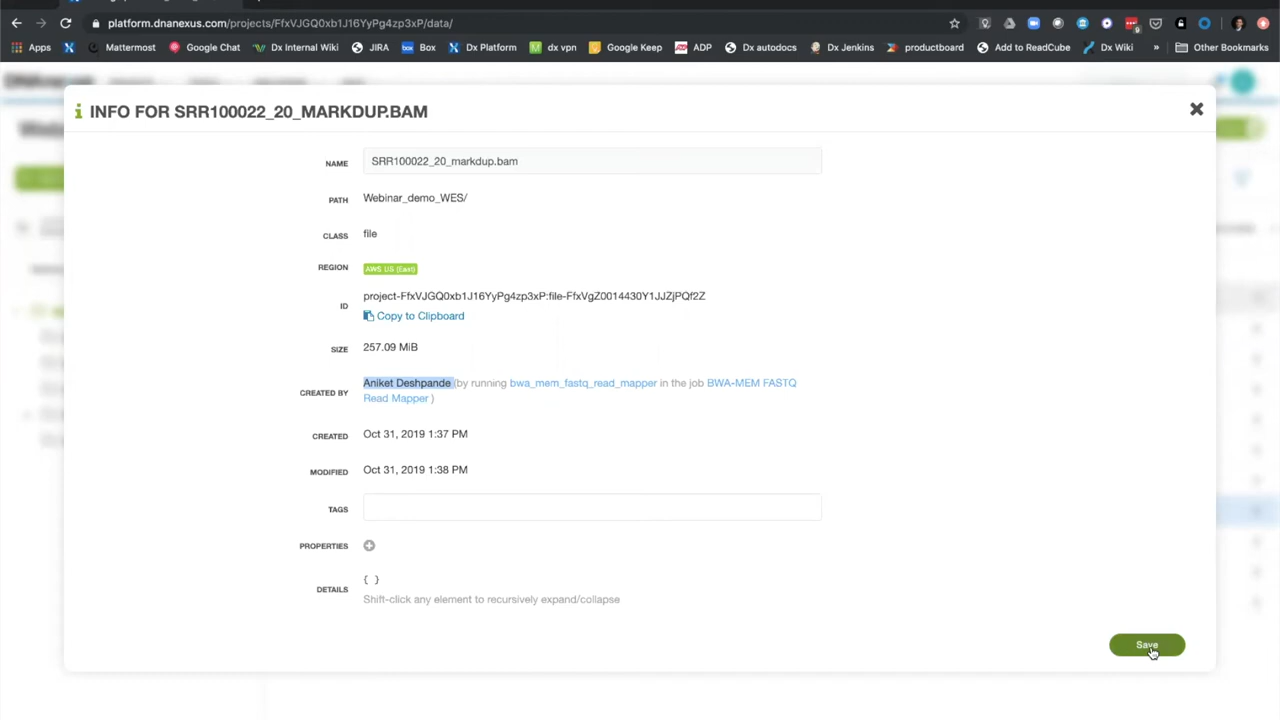 platform.dnanexus.com/projects/FfxVJGQ0xb1J16YyPg4zp3xP/data/
Apps Mattermost Google Chat Dx Internal Wiki JIRA Box Dx Platform dx vpn Google Keep ADP Dx autodocs Dx Jenkins productboard Add to ReadCube Dx Wiki » Other Bookmarks
INFO FOR SRR100022_20_MARKDUP.BAM
NAME SRR100022_20_markdup.bam
PATH Webinar_demo_WES/
CLASS file
REGION AWS US (East)
ID project-FfxVJGQ0xb1J16YyPg4zp3xP:file-FxVgZ0014430Y1JJZjPQf2Z
Copy to Clipboard
SIZE 257.09 MiB
CREATED BY Aniket Deshpande (by running bwa_mem_fastq_read_mapper in the job BWA-MEM FASTQ
Read Mapper )
CREATED Oct 31, 2019 1:37 PM
MODIFIED Oct 31, 2019 1:38 PM
TAGS
PROPERTIES
DETAILS { }
Shift-click any element to recursively expand/collapse
Save